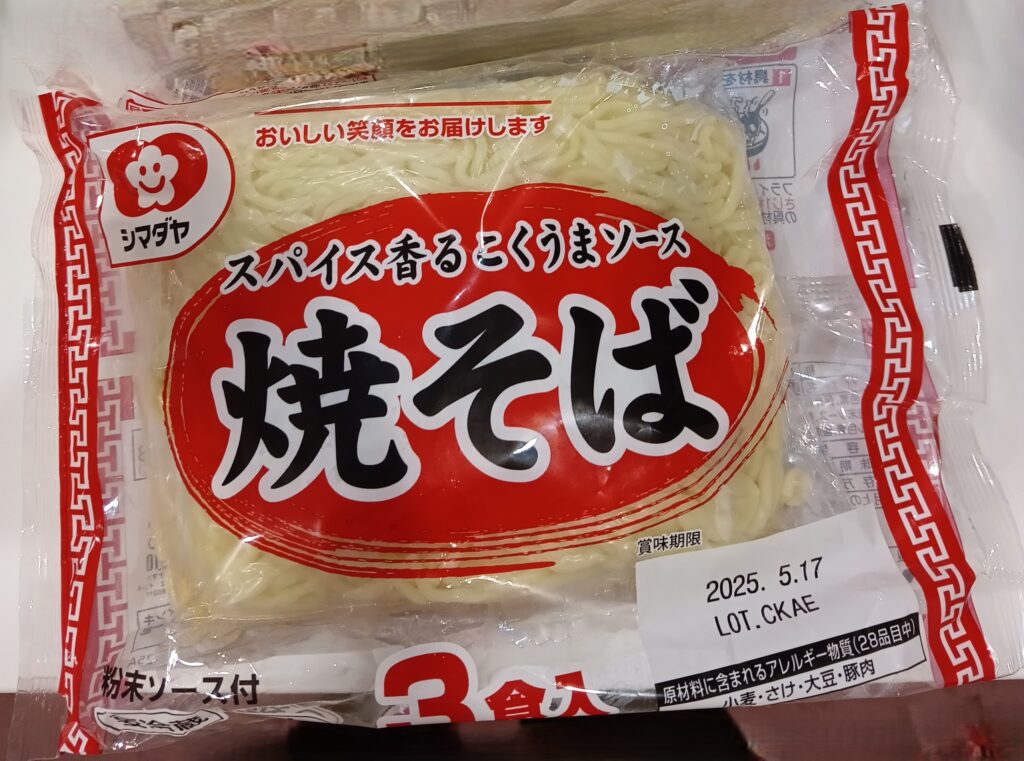 おいしい笑顔をお届けします
シマダヤ
スパイス香るこくうまソース
焼そば
賞味期限
2025. 5.17
LOT.CKAE
原材料に含まれるアレルギー物質(28品目中)
小麦・さけ・大豆・豚肉
粉末ソース付
3食入